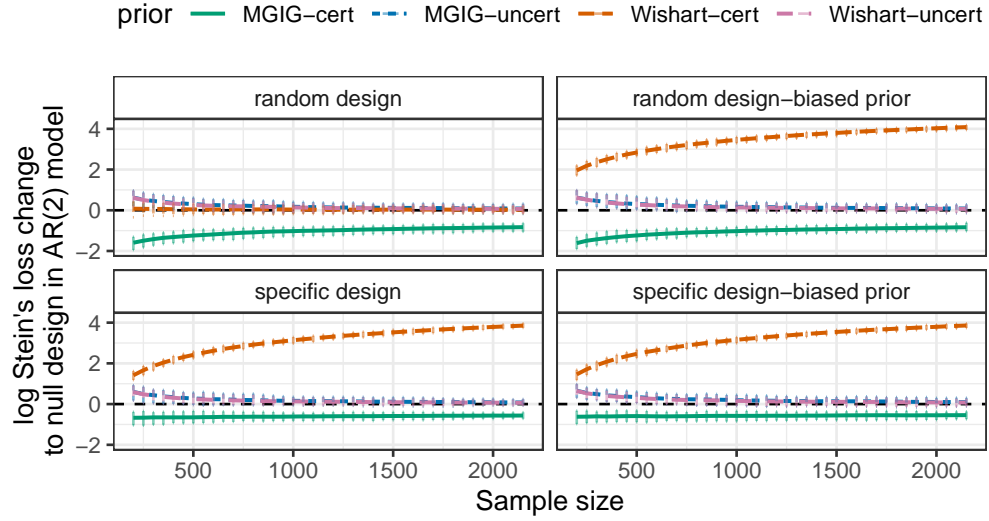 prior MGIG−cert MGIG−uncert Wishart−cert Wishart−uncert
log Stein's loss change
to null design in AR(2) model
random design
random design−biased prior
4
2
0
−2
specific design
specific design−biased prior
4
2
0
−2
500 1000 1500 2000
500 1000 1500 2000
Sample size